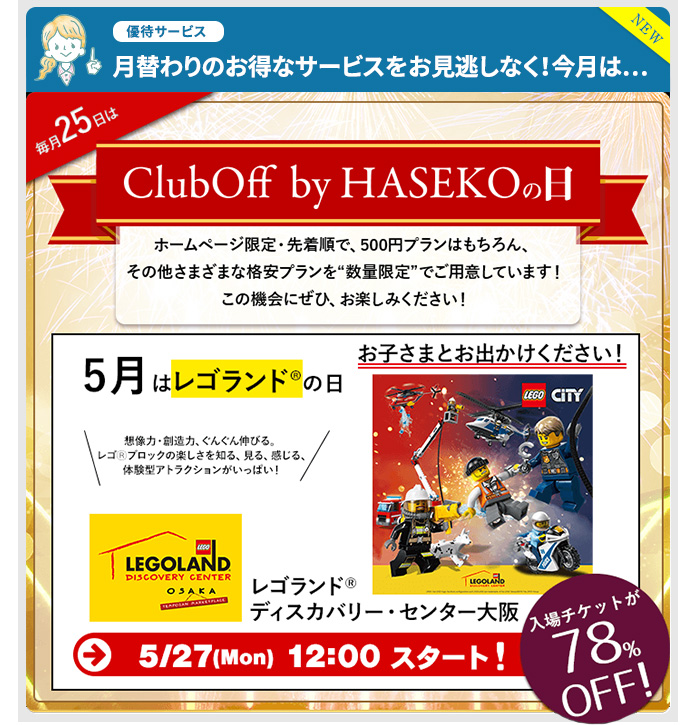 優待サービス
NEW
月替わりのお得なサービスをお見逃しなく!今月は…
毎月25日は
ClubOff by HASEKOの日
ホームページ限定・先着順で、500円プランはもちろん、
その他さまざまな格安プランを“数量限定”でご用意しています!
この機会にぜひ、お楽しみください!
5月はレゴランド®の日
お子さまとお出かけください!
想像力・創造力、ぐんぐん伸びる。
レゴ®ブロックの楽しさを知る、見る、感じる、
体験型アトラクションがいっぱい!
LEGO CITY
LEGO
LEGOLAND
DISCOVERY CENTER
OSAKA
TEMPOZAN MARKETPLACE
LEGOLAND
DISCOVERY CENTER
レゴランド®
ディスカバリー・センター大阪
5/27(Mon) 12:00 スタート!
入場チケットが
78%
OFF!